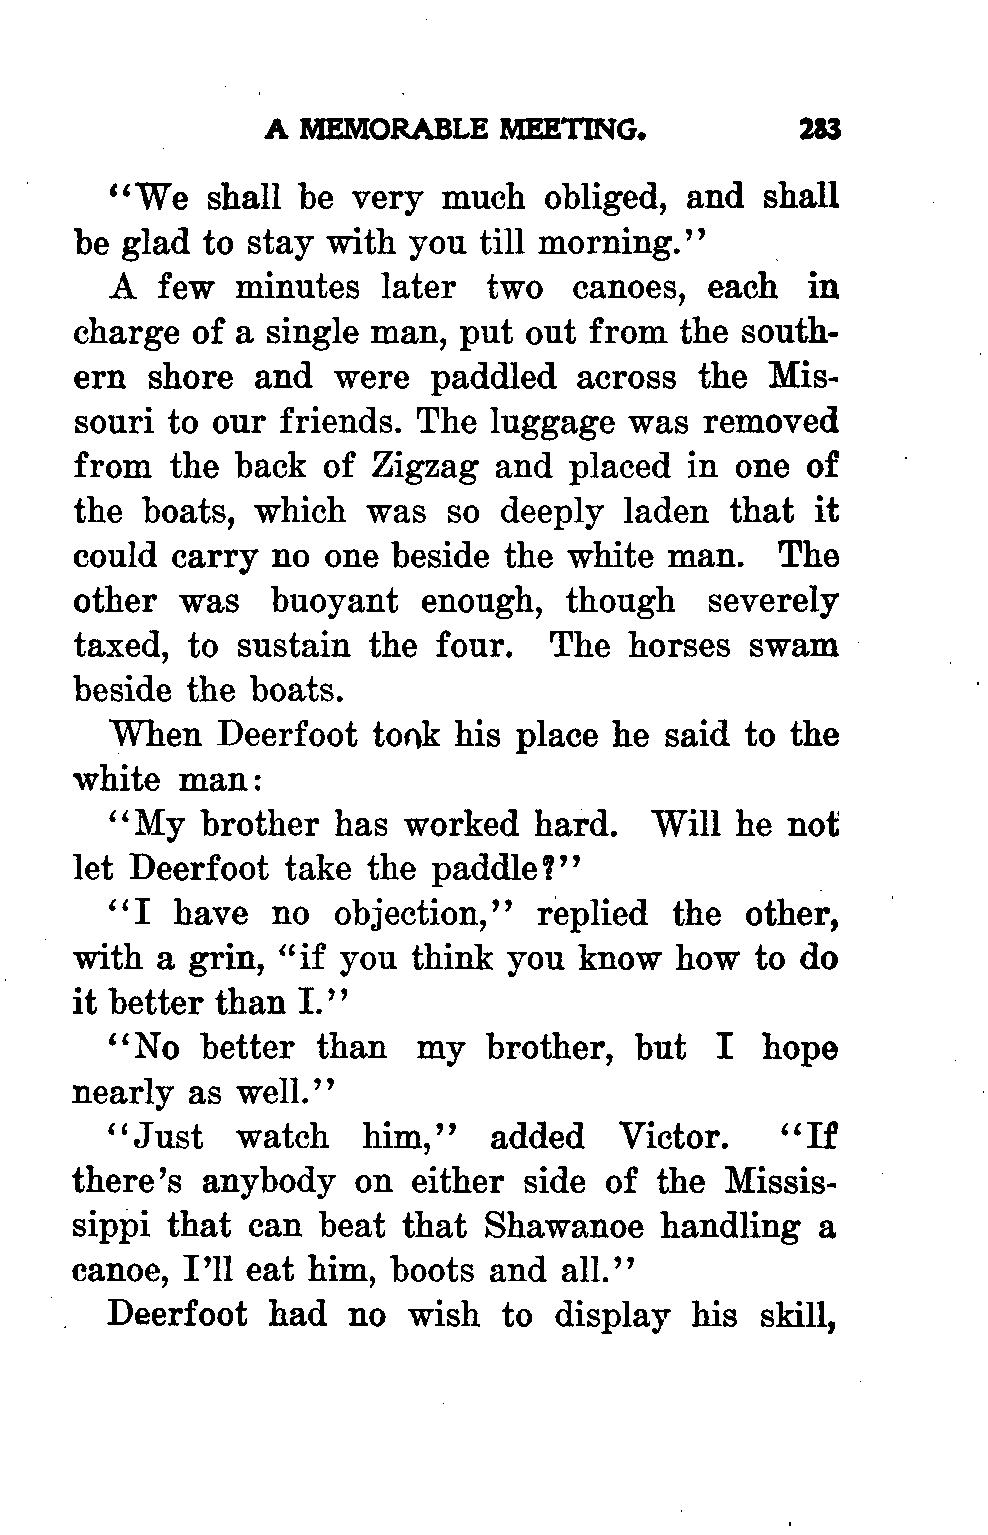 A MEMORABLE MEETING. 283
“We shall be very much obliged, and shall
be glad to stay with you till morning.”
A few minutes later two canoes, each in
charge of a single man, put out from the south-
ern shore and were paddled across the Mis-
souri to our friends. The luggage was removed
from the back of Zigzag and placed in one of
the boats, which was so deeply laden that it
could carry no one beside the white man. The
other was buoyant enough, though severely
taxed, to sustain the four. The horses swam
beside the boats.
When Deerfoot took his place he said to the
white man:
“My brother has worked hard. Will he not
let Deerfoot take the paddle?”
“I have no objection,” replied the other,
with a grin, “if you think you know how to do
it better than I.”
“No better than my brother, but I hope
nearly as well.”
“Just watch him,” added Victor. “If
there’s anybody on either side of the Missis-
sippi that can beat that Shawanoe handling a
canoe, I’ll eat him, boots and all.”
Deerfoot had no wish to display his skill,